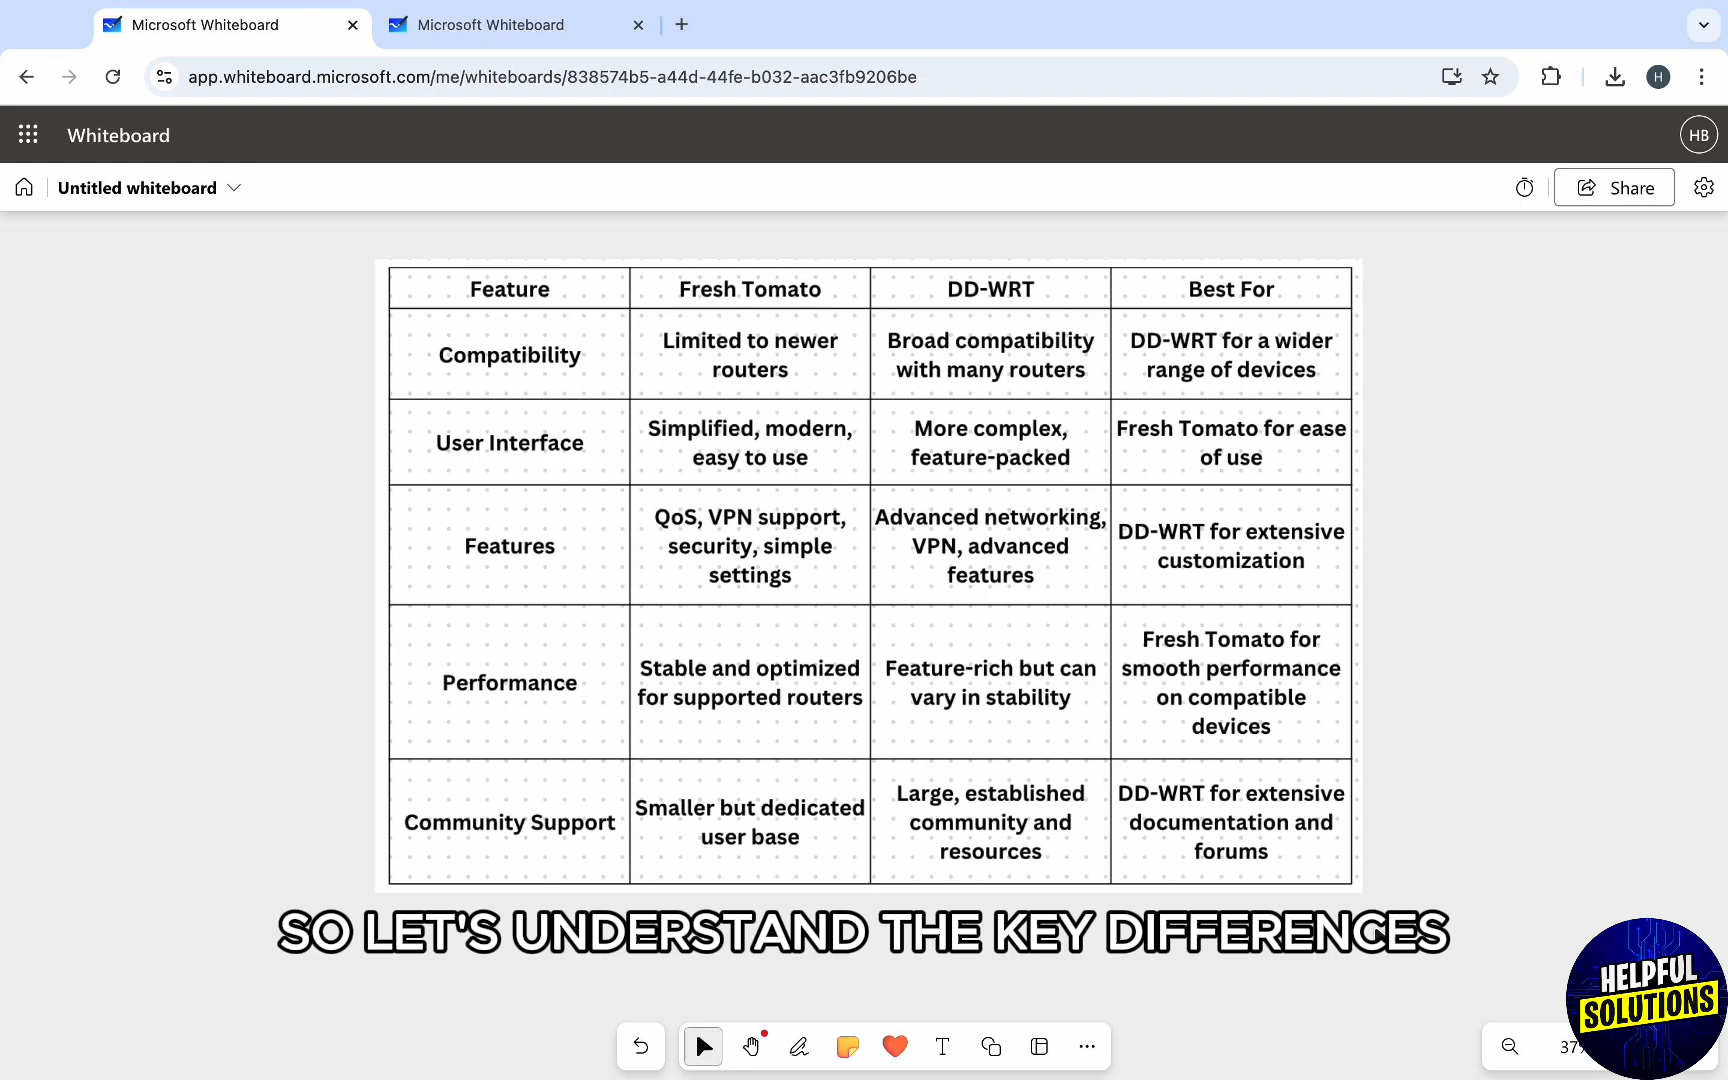 Microsoft Whiteboard
Microsoft Whiteboard
app.whiteboard.microsoft.com/me/whiteboards/838574b5-a44d-44fe-b032-aac3fb9206be
H
Whiteboard
HB
Untitled whiteboard
Share
Feature
Fresh Tomato
DD-WRT
Best For
Compatibility
Limited to newer
routers
Broad compatibility
with many routers
DD-WRT for a wider
range of devices
User Interface
Simplified, modern,
easy to use
More complex,
feature-packed
Fresh Tomato for ease
of use
Features
QoS, VPN support,
security, simple
settings
Advanced networking,
VPN, advanced
features
DD-WRT for extensive
customization
Performance
Stable and optimized
for supported routers
Feature-rich but can
vary in stability
Fresh Tomato for
smooth performance
on compatible
devices
Community Support
Smaller but dedicated
user base
Large, established
community and
resources
DD-WRT for extensive
documentation and
forums
SO LET'S UNDERSTAND THE KEY DIFFERENCES
HELPFUL
SOLUTIONS
T
37%